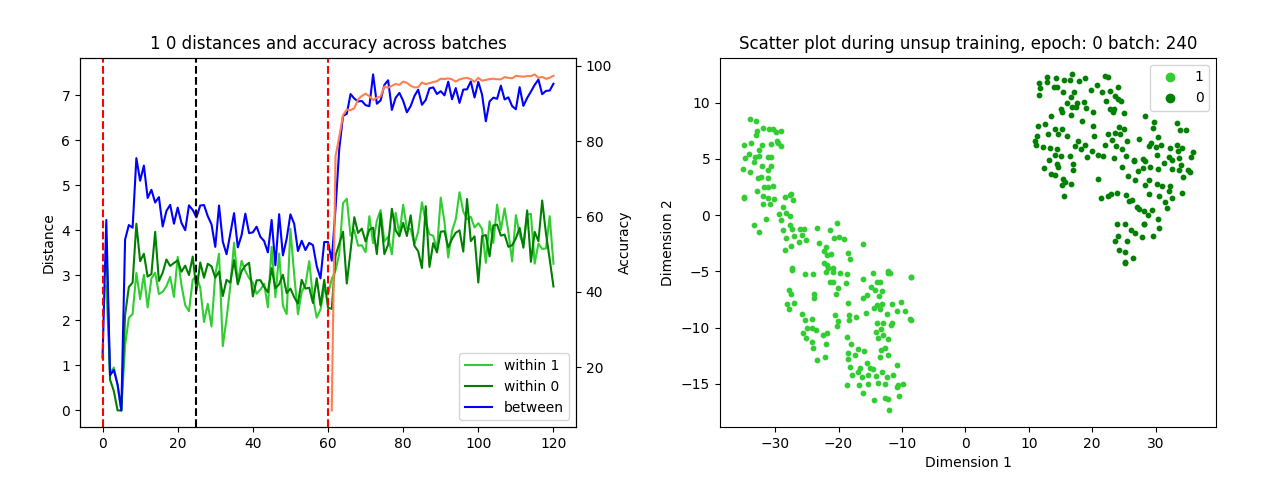 1 0 distances and accuracy across batches
Distance
7
6
5
4
3
2
1
0
100
80
60
40
20
Accuracy
within 1
within 0
between
0 20 40 60 80 100 120
Scatter plot during unsup training, epoch: 0 batch: 240
Dimension 2
10
5
0
−5
−10
−15
1
0
−30 −20 −10 0 10 20 30
Dimension 1